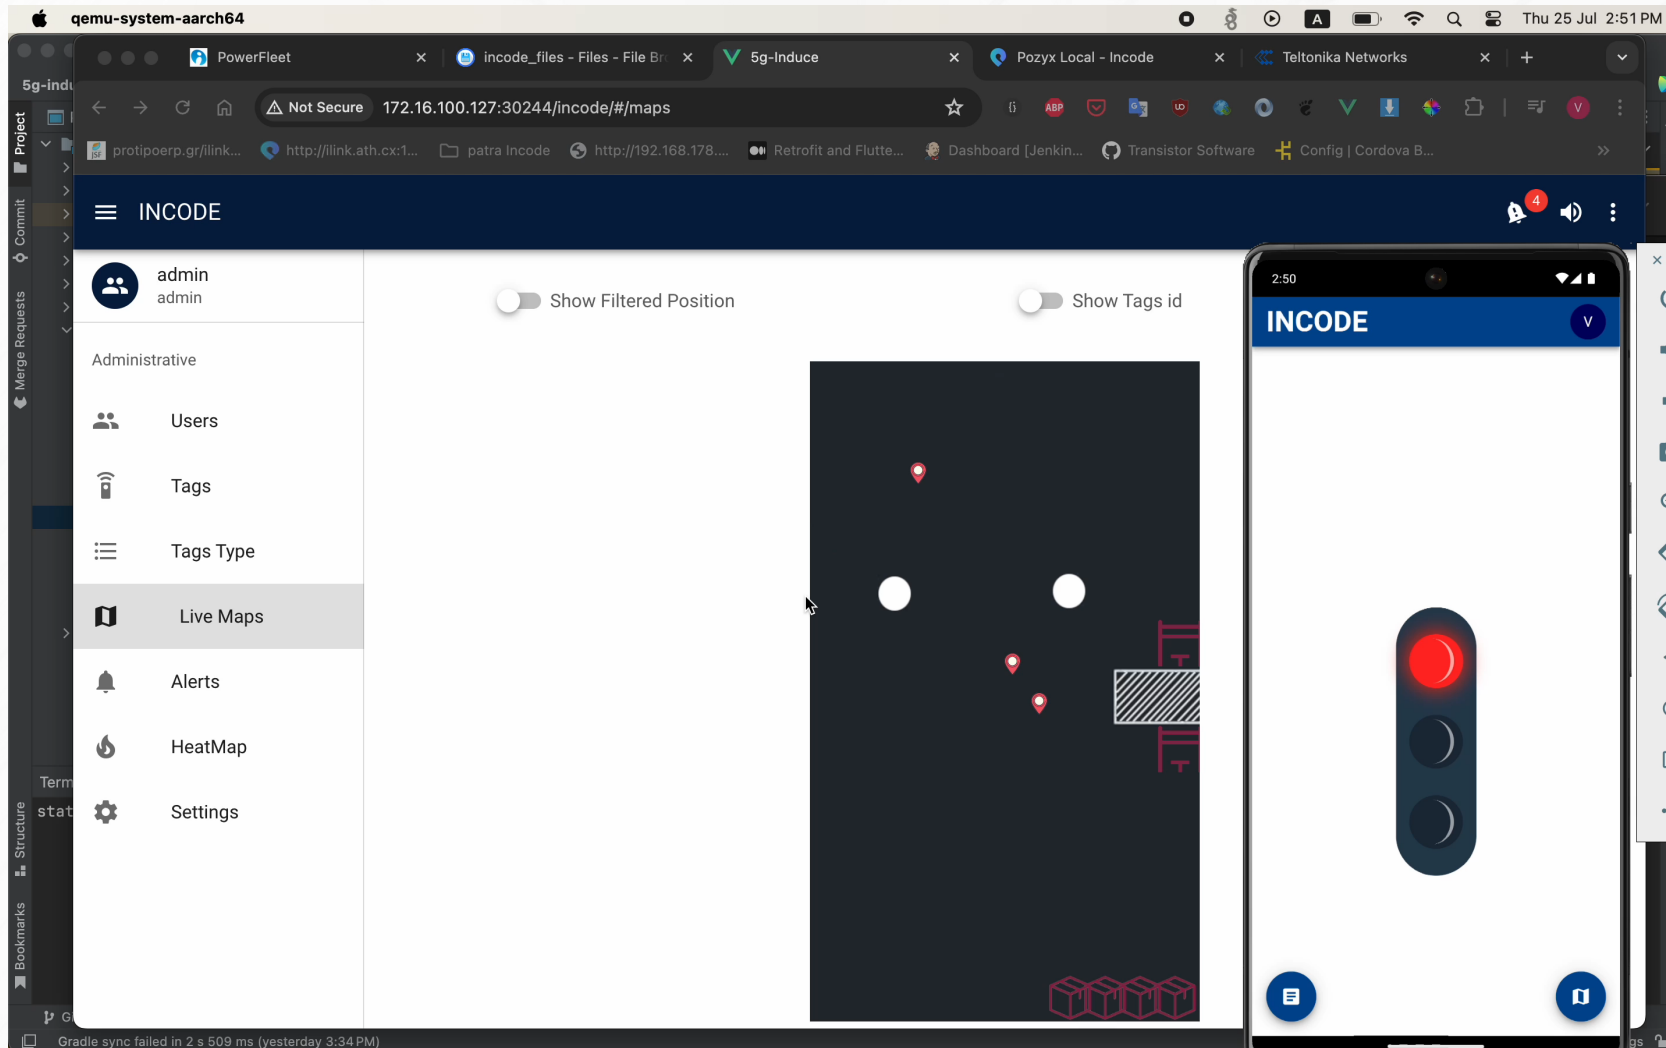 qemu-system-aarch64
A
Thu 25 Jul 2:51 PM
PowerFleet
incode_files - Files - File Br
5g-Induce
Pozyx Local - Incode
Teltonika Networks
5g-indu
Not Secure
172.16.100.127:30244/incode/#/maps
ABP
V
protipoerp.gr/ilink...
http://ilink.ath.cx:1...
patra Incode
http://192.168.178....
Retrofit and Flutte...
Dashboard [Jenkin...
Transistor Software
Config | Cordova B...
Project
Commit
Merge Requests
Structure
Bookmarks
INCODE
4
admin
admin
Show Filtered Position
Show Tags id
Administrative
Users
Tags
Tags Type
Live Maps
Alerts
HeatMap
Settings
2:50
INCODE
V
Term
stat
Gi
Gradle sync failed in 2 s 509 ms (yesterday 3:34 PM)
gs